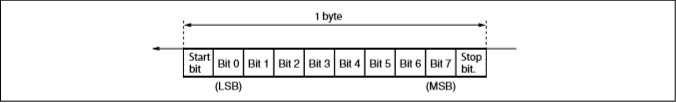 1 byte
Start bit Bit 0 Bit 1 Bit 2 Bit 3 Bit 4 Bit 5 Bit 6 Bit 7 Stop bit.
(LSB) (MSB)